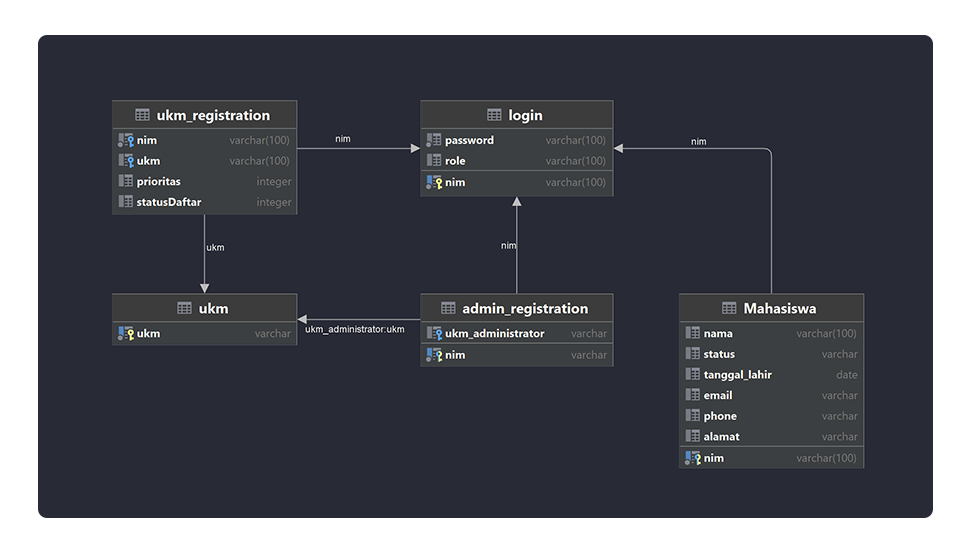 ukm_registration
nim varchar(100)
ukm varchar(100)
prioritas integer
statusDaftar integer
nim
login
password varchar(100)
role varchar(100)
nim varchar(100)
nim
ukm
nim
ukm
ukm varchar
ukm_administrator:ukm
admin_registration
ukm_administrator varchar
nim varchar
Mahasiswa
nama varchar(100)
status varchar
tanggal_lahir date
email varchar
phone varchar
alamat varchar
nim varchar(100)